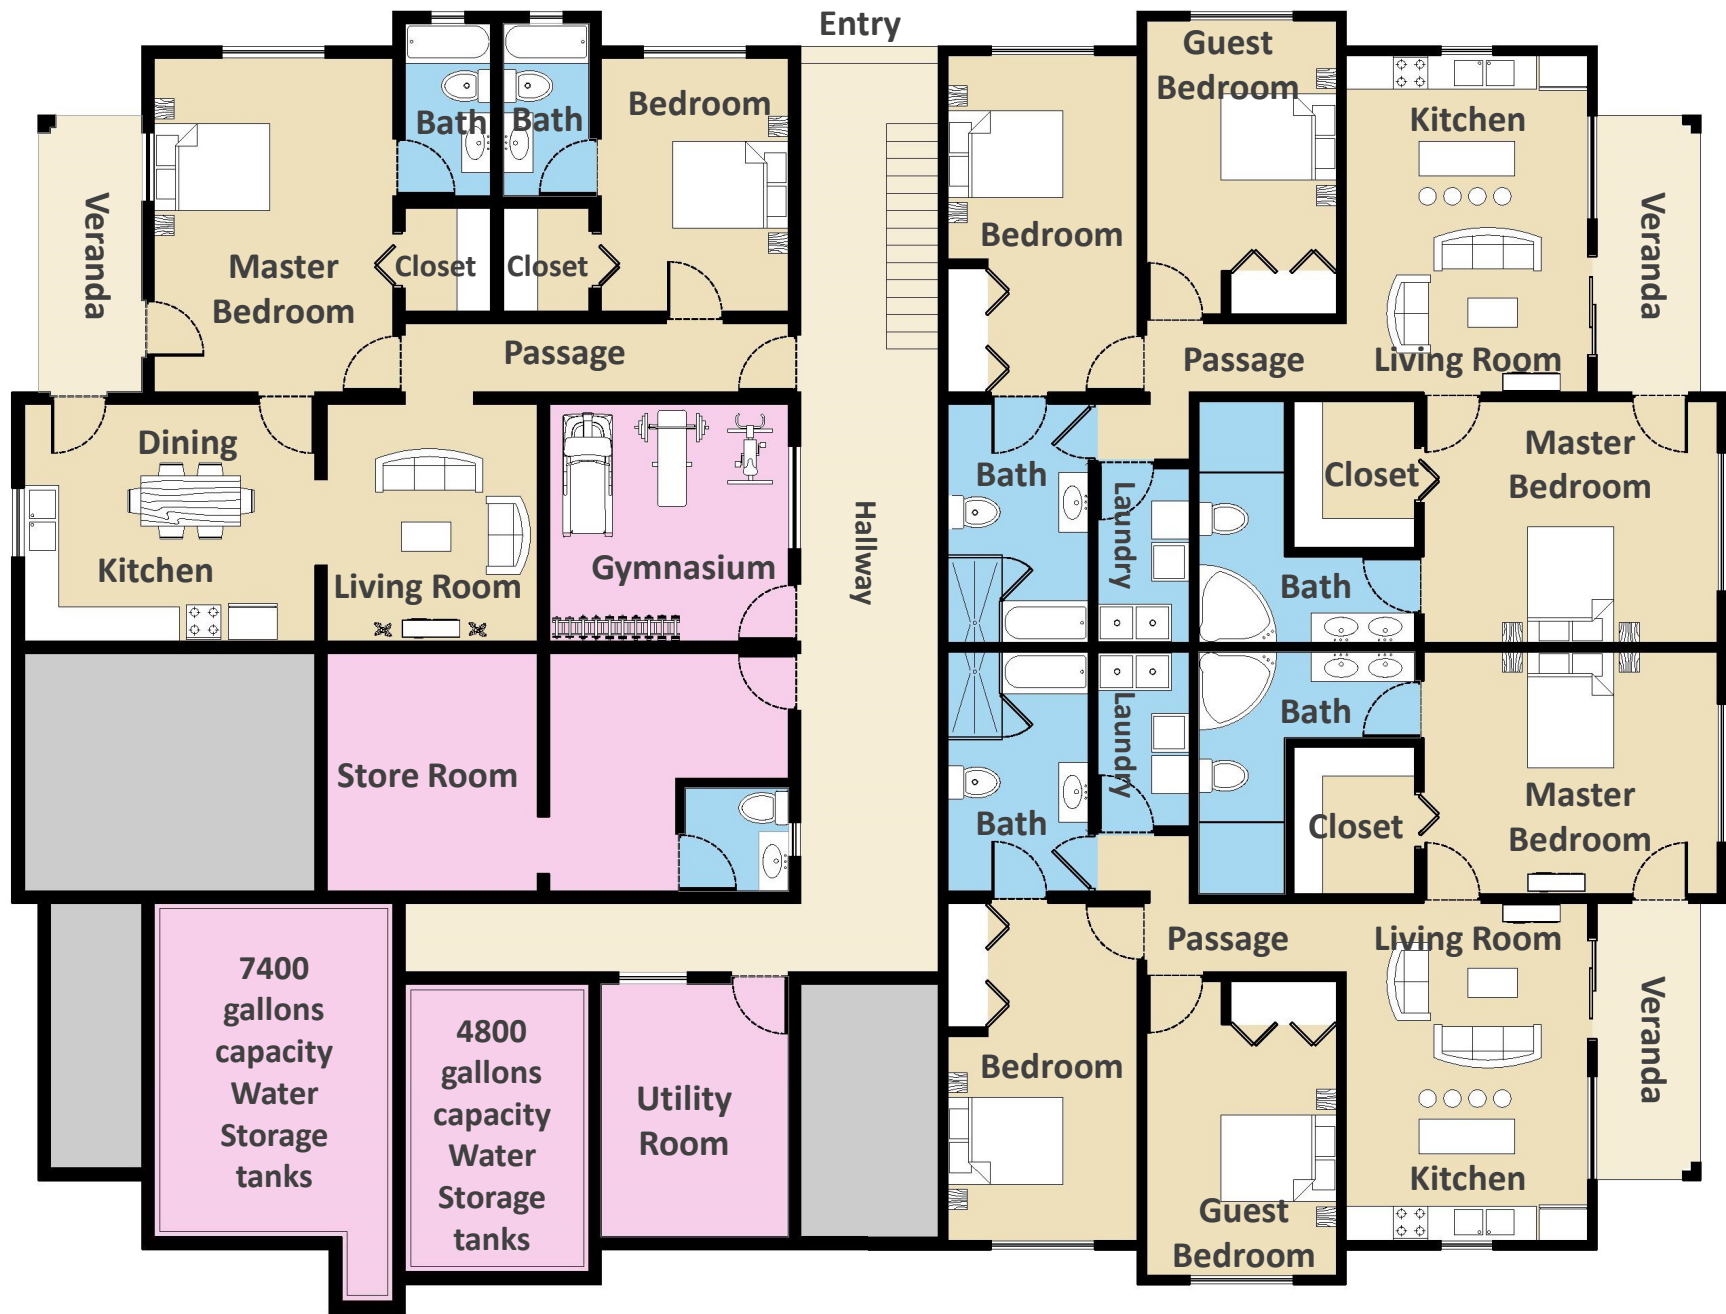 Entry
Guest
Bedroom
Bedroom
Bath
Bath
Kitchen
Veranda
Veranda
Master
Bedroom
Closet
Closet
Bedroom
Passage
Passage
Living Room
Dining
Kitchen
Living Room
Gymnasium
Hallway
Bath
Laundry
Closet
Bath
Master
Bedroom
Store Room
Bath
Laundry
Bath
Closet
Master
Bedroom
Passage
Living Room
7400
gallons
capacity
Water
Storage
tanks
4800
gallons
capacity
Water
Storage
tanks
Utility
Room
Bedroom
Veranda
Kitchen
Guest
Bedroom